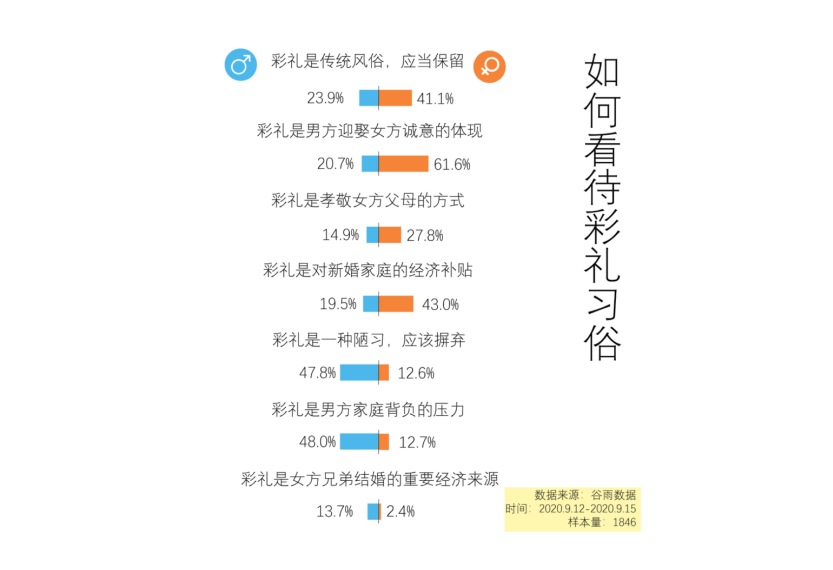 彩礼是传统风俗，应当保留
23.9% 41.1%
彩礼是男方迎娶女方诚意的体现
20.7% 61.6%
彩礼是孝敬女方父母的方式
14.9% 27.8%
彩礼是对新婚家庭的经济补贴
19.5% 43.0%
彩礼是一种陋习，应该摒弃
47.8% 12.6%
彩礼是男方家庭背负的压力
48.0% 12.7%
彩礼是女方兄弟结婚的重要经济来源
13.7% 2.4%
如何看待彩礼习俗
数据来源：谷雨数据
时间：2020.9.12-2020.9.15
样本量：1846